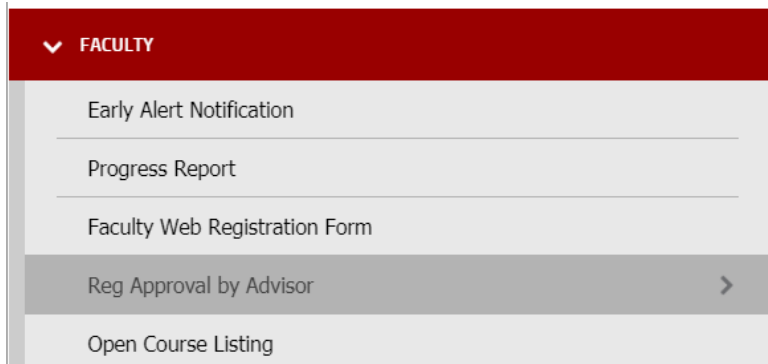 FACULTY
Early Alert Notification
Progress Report
Faculty Web Registration Form
Reg Approval by Advisor
Open Course Listing